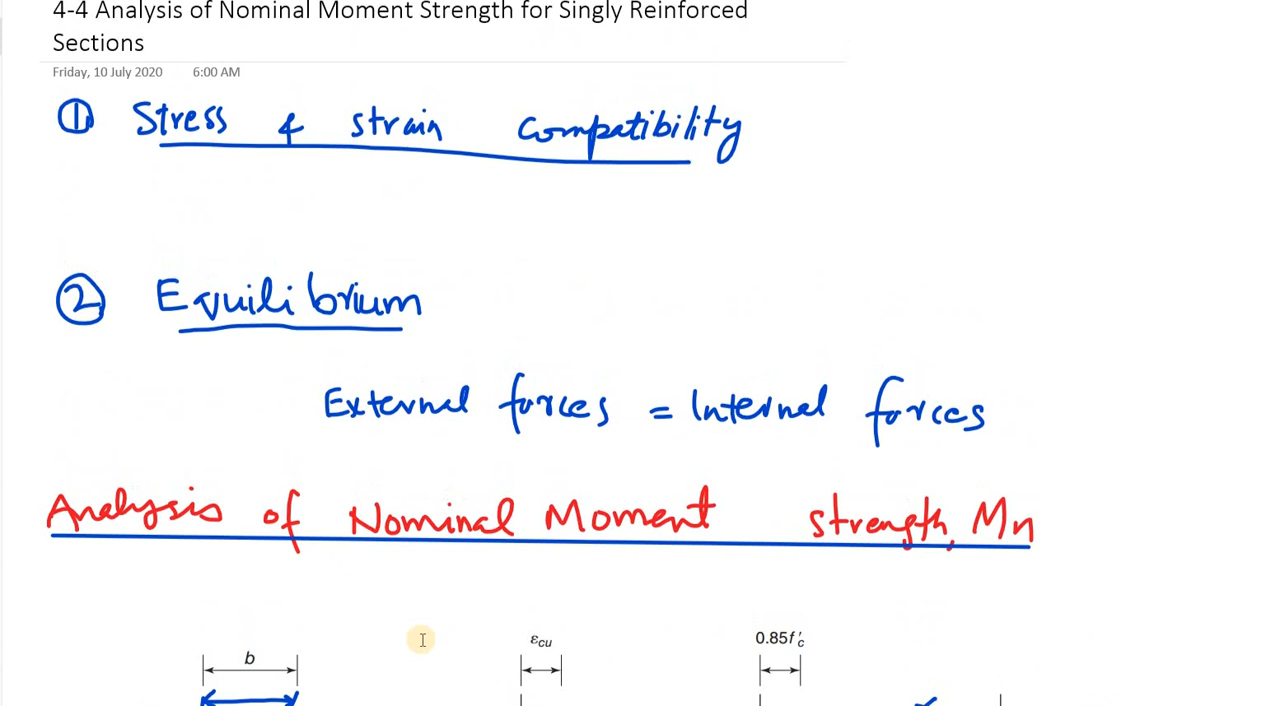 4-4 Analysis of Nominal Moment Strength for Singly Reinforced
Sections
Friday, 10 July 2020 6:00 AM
① Stress & strain Compatibility
② Equilibrium
External forces = Internal forces
Analysis of Nominal Moment strength, Mn
b εcu 0.85f′c